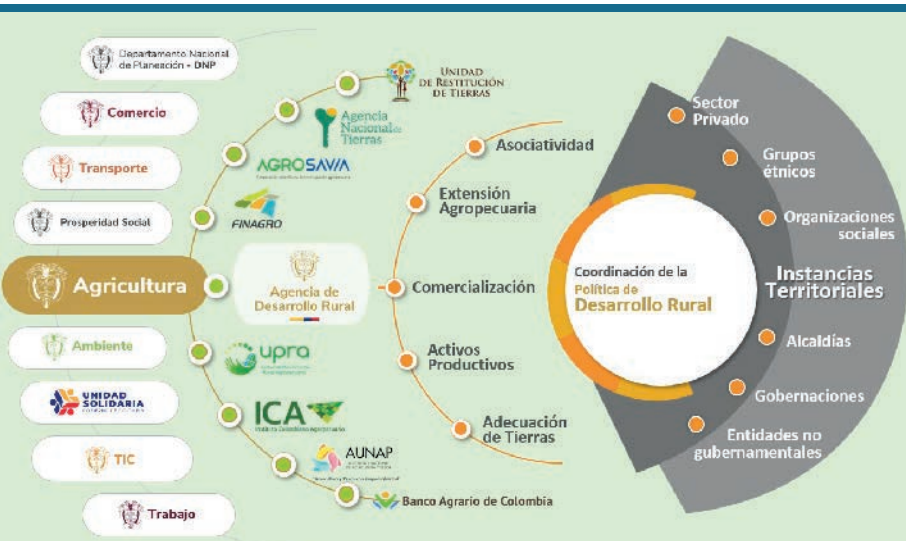 Departamento Nacional
de Planeación - DNP
Comercio
Transporte
Prosperidad Social
Agricultura
Ambiente
UNIDAD
SOLIDARIA
TIC
Trabajo
UNIDAD
DE RESTITUCIÓN
DE TIERRAS
Agencia
Nacional de
Tierras
AGROSAVIA
FINAGRO
Agencia de
Desarrollo Rural
upra
ICA
Instituto Colombiano Agropecuario
AUNAP
Banco Agrario de Colombia
Asociatividad
Extensión
Agropecuaria
Comercialización
Activos
Productivos
Adecuación
de Tierras
Coordinación de la
Política de
Desarrollo Rural
Sector
Privado
Grupos
étnicos
Organizaciones
sociales
Instancias
Territoriales
Alcaldías
Gobernaciones
Entidades no
gubernamentales